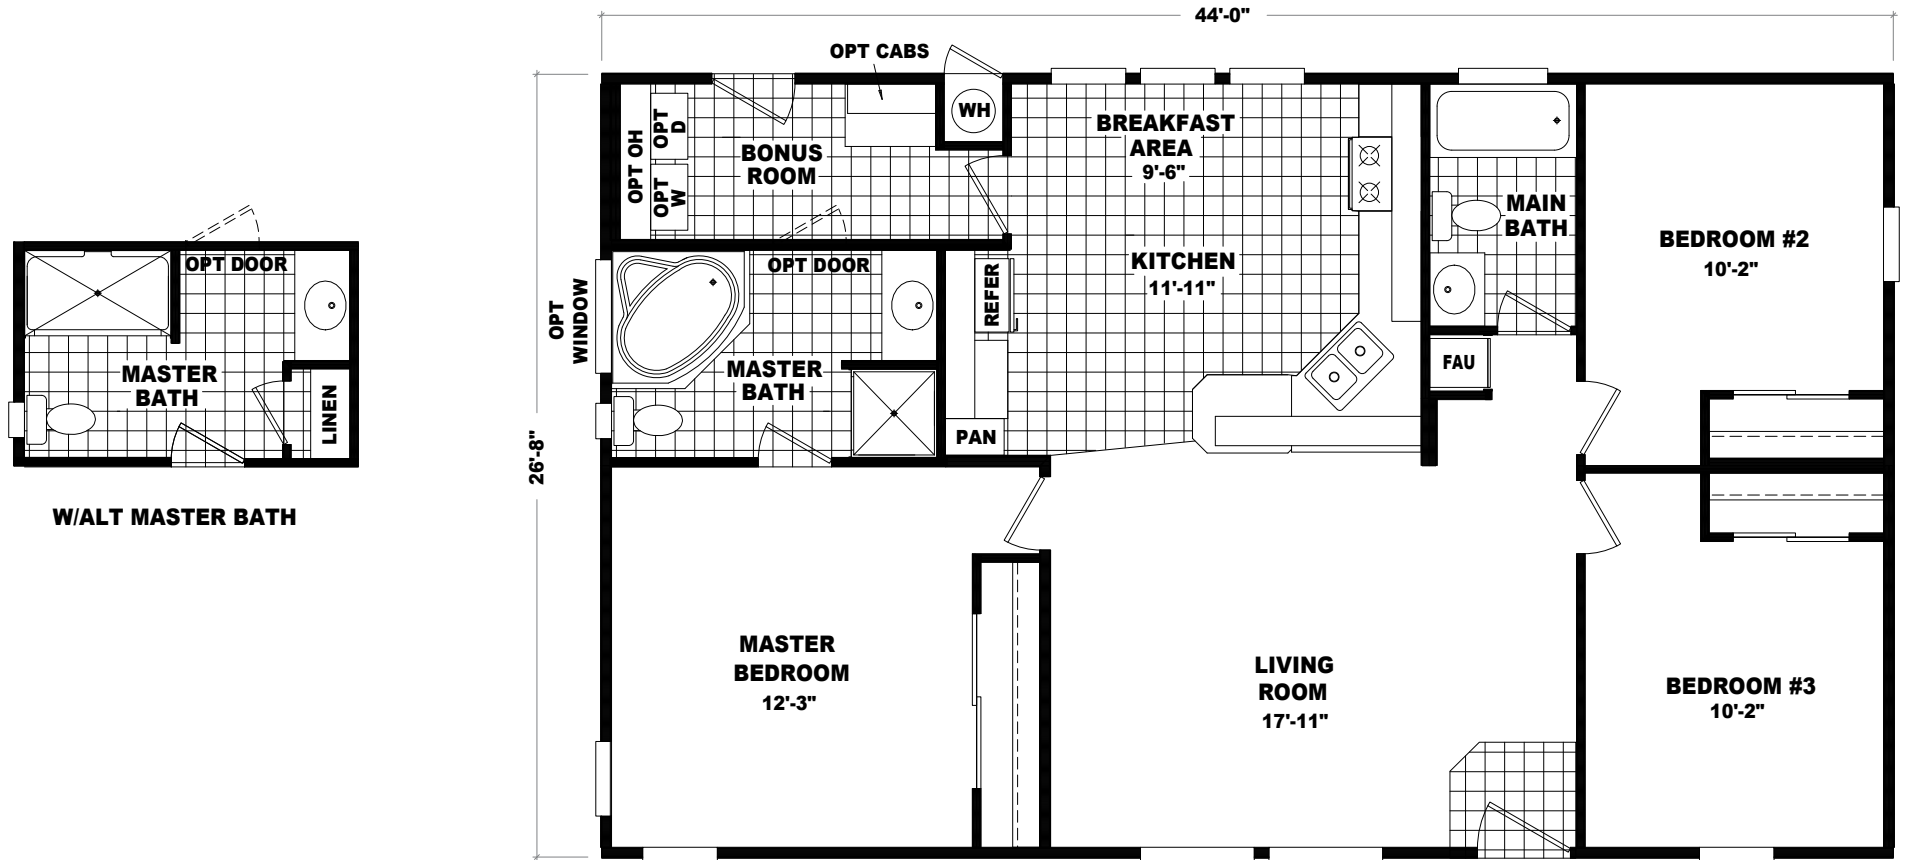 44'-0"
OPT CABS
WH
OPT OH
OPT
D
OPT
W
BONUS
ROOM
BREAKFAST
AREA
9'-6"
MAIN
BATH
BEDROOM #2
10'-2"
OPT DOOR
OPT DOOR
KITCHEN
11'-11"
REFER
OPT
WINDOW
FAU
MASTER
BATH
LINEN
MASTER
BATH
PAN
26'-8"
W/ALT MASTER BATH
MASTER
BEDROOM
12'-3"
LIVING
ROOM
17'-11"
BEDROOM #3
10'-2"